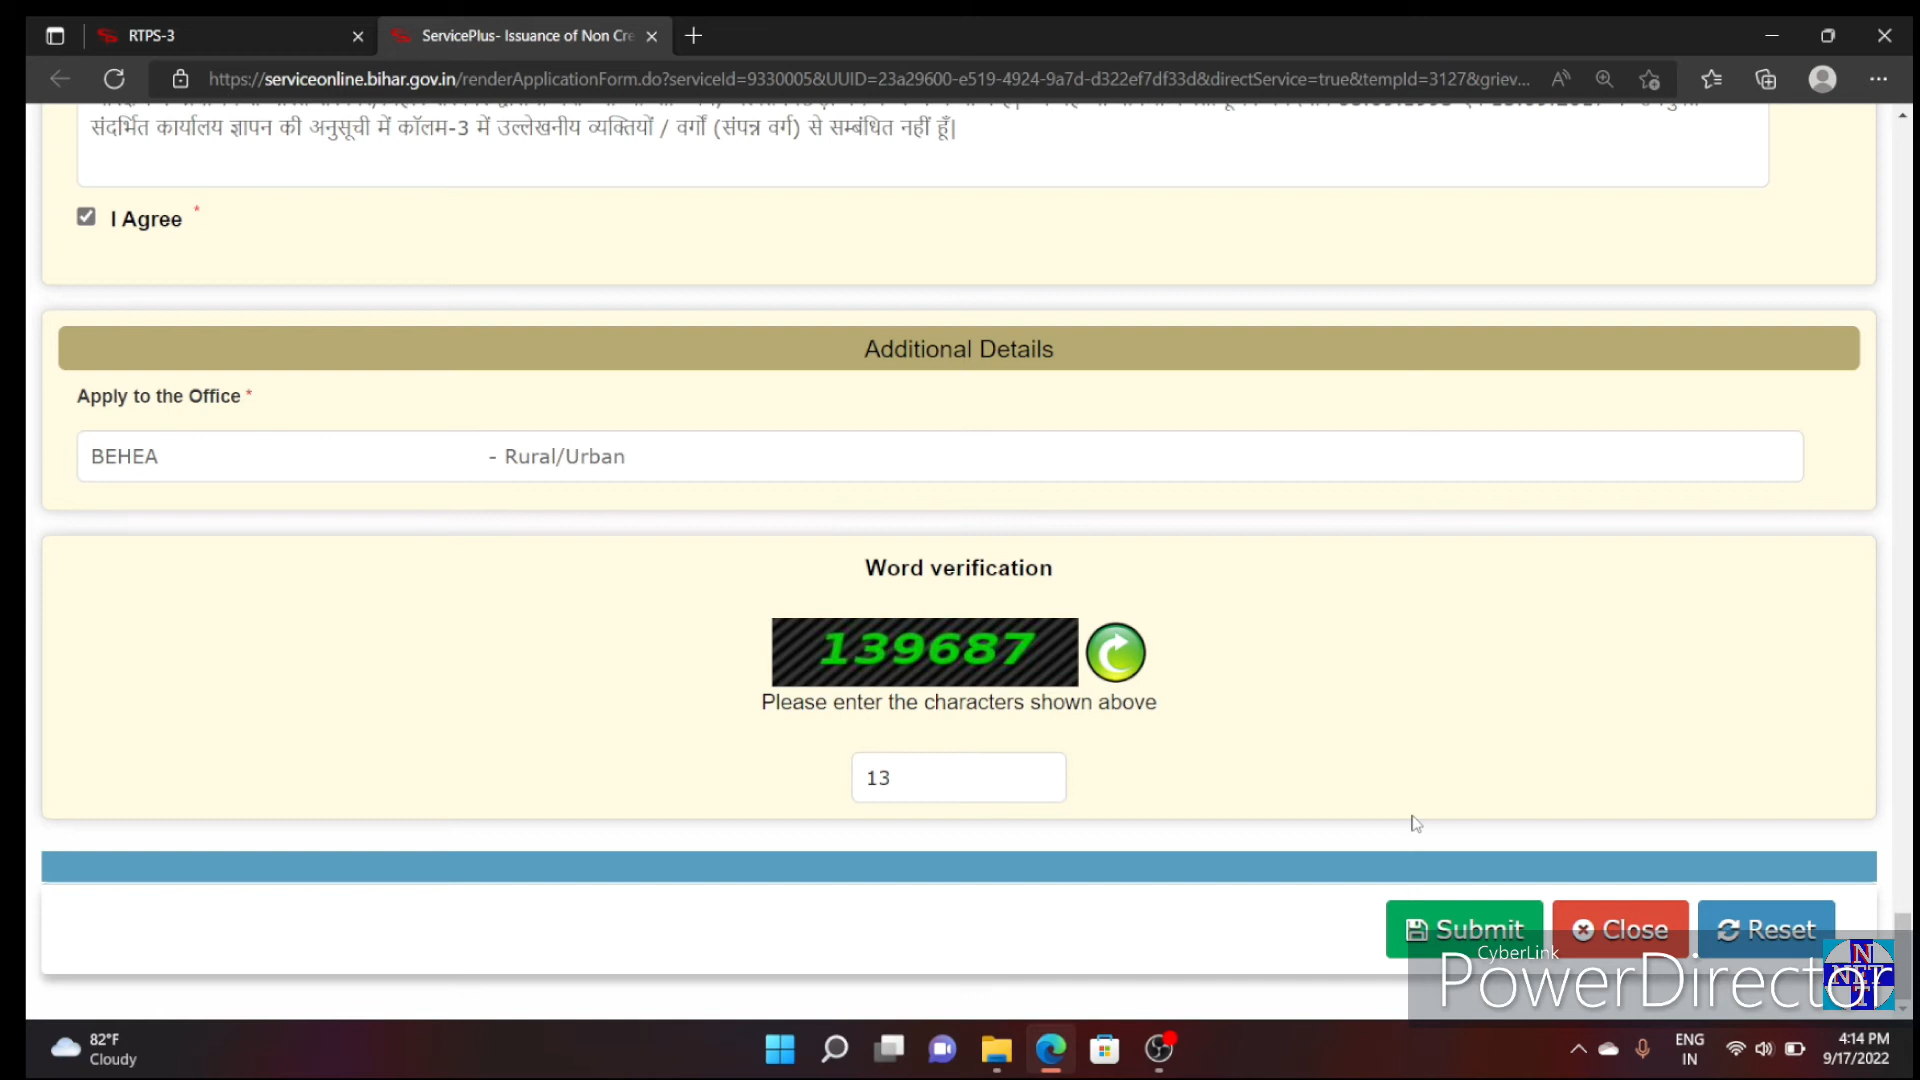 RTPS-3
ServicePlus- Issuance of Non Cre
https://serviceonline.bihar.gov.in/renderApplicationForm.do?serviceId=9330005&UUID=23a29600-e519-4924-9a7d-d322ef7df33d&directService=true&tempId=3127&griev...
संदर्भित कार्यालय ज्ञापन की अनुसूची में कॉलम-3 में उल्लेखनीय व्यक्तियों / वर्गों (संपन्न वर्ग) से सम्बंधित नहीं हूँ|
I Agree *
Additional Details
Apply to the Office *
BEHEA - Rural/Urban
Word verification
139687
Please enter the characters shown above
13
Submit Close Reset
CyberLink
PowerDirector
N
NET
T
82°F
Cloudy
ENG
IN
4:14 PM
9/17/2022